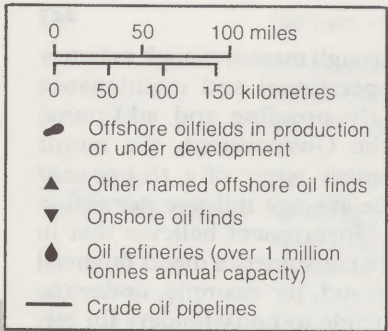 0 50 100 miles
0 50 100 150 kilometres
Offshore oilfields in production
or under development
Other named offshore oil finds
Onshore oil finds
Oil refineries (over 1 million
tonnes annual capacity)
Crude oil pipelines